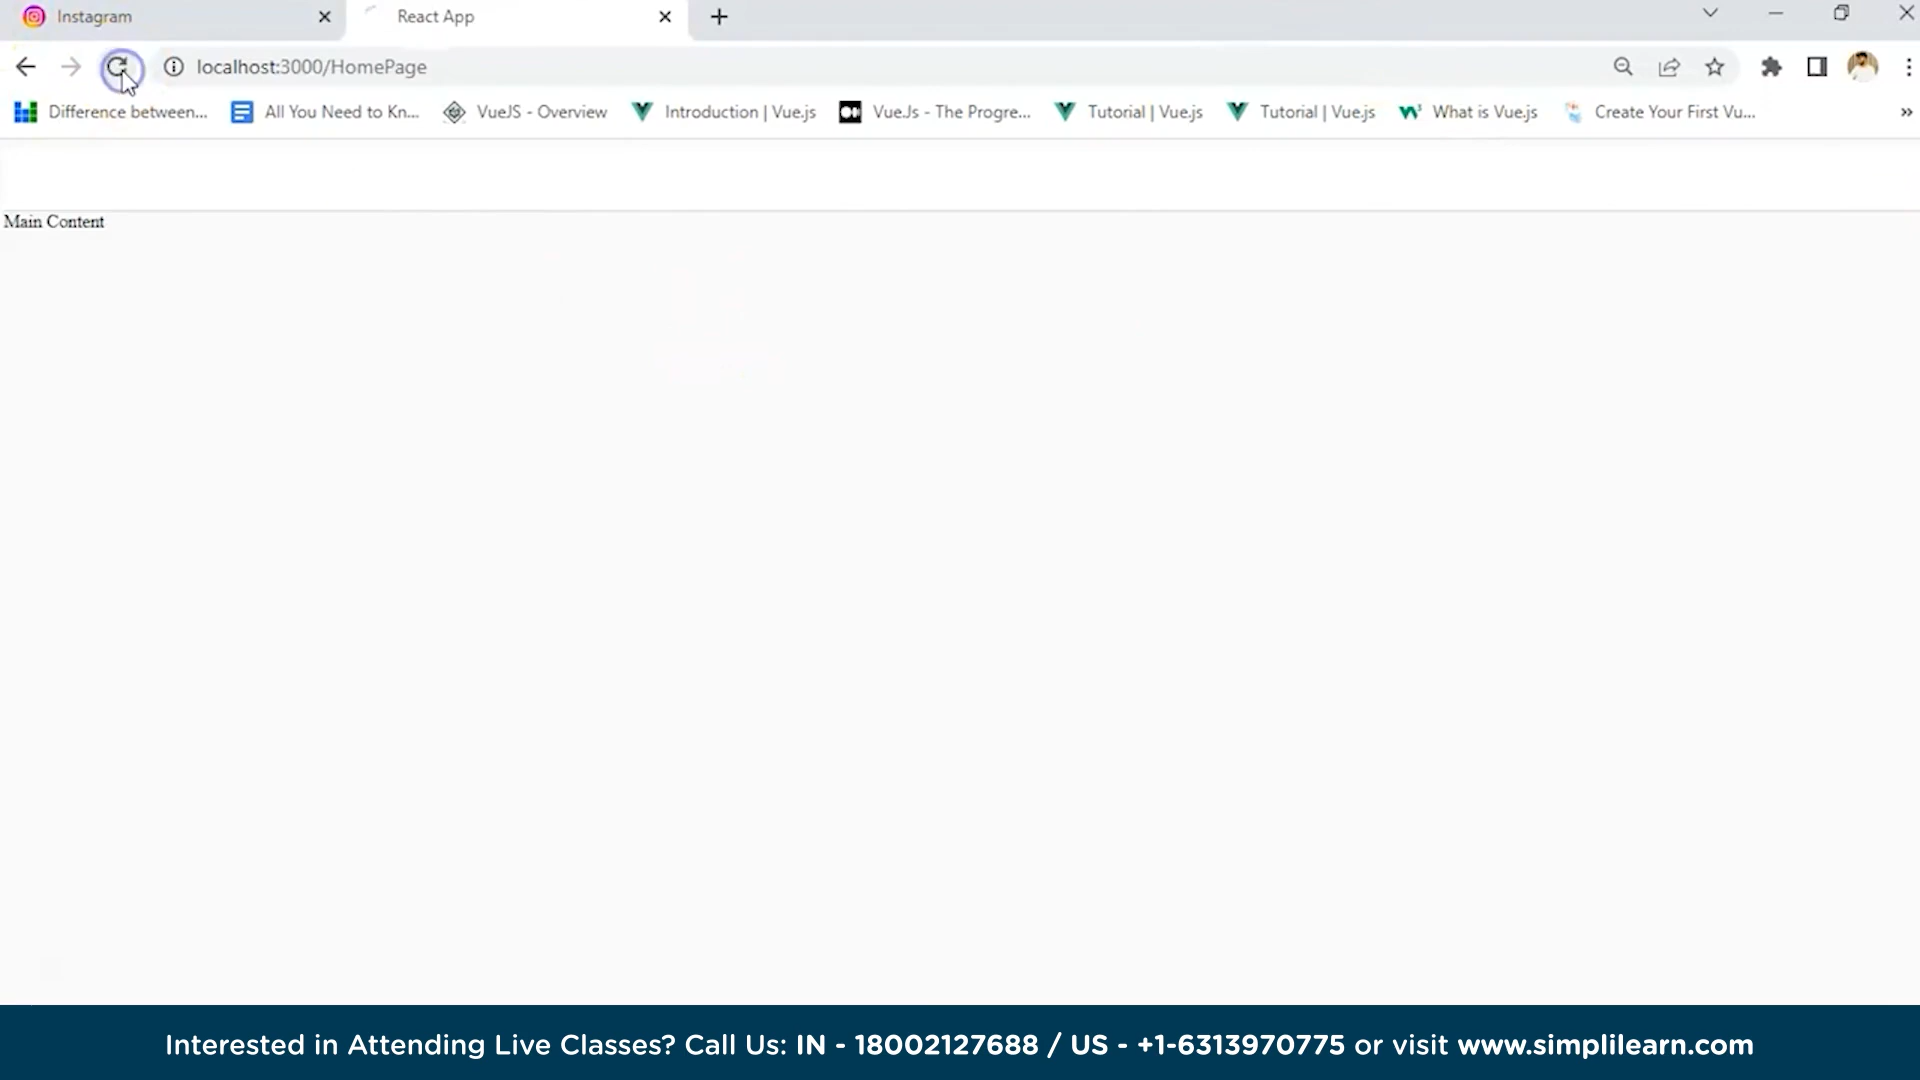 Instagram
React App
localhost:3000/HomePage
Difference between... All You Need to Kn... VueJS - Overview Introduction | Vue.js VueJs - The Progre... Tutorial | Vue.js Tutorial | Vue.js What is Vue.js Create Your First Vu...
Main Content
Interested in Attending Live Classes? Call Us: IN - 18002127688 / US - +1-6313970775 or visit www.simplilearn.com